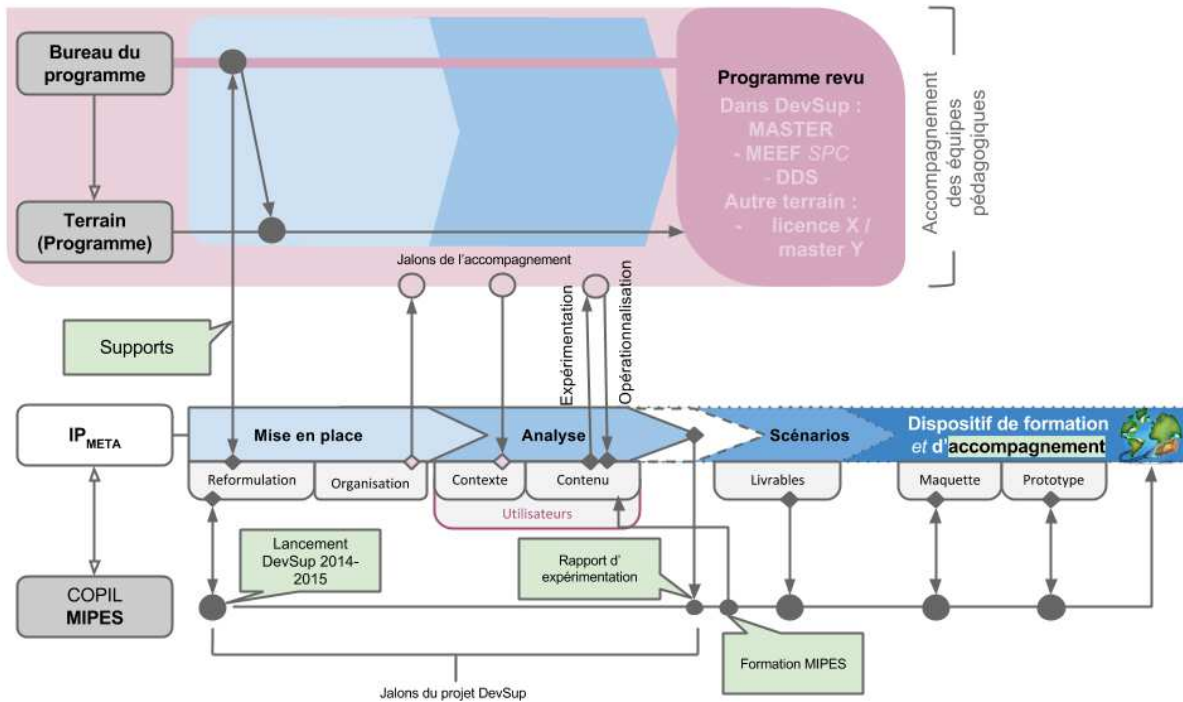 Bureau du
programme
Terrain
(Programme)
Programme revu
Dans DevSup :
MASTER
- MEEF SPC
- DDS
Autre terrain :
- licence X /
master Y
Accompagnement
des équipes
pédagogiques
Jalons de l'accompagnement
Expérimentation
Opérationnalisation
Supports
IPMETA
Mise en place
Analyse
Scénarios
Dispositif de formation
et d'accompagnement
Reformulation
Organisation
Contexte
Contenu
Utilisateurs
Livrables
Maquette
Prototype
Lancement
DevSup 2014-
2015
Rapport d'
expérimentation
COPIL
MIPES
Formation MIPES
Jalons du projet DevSup